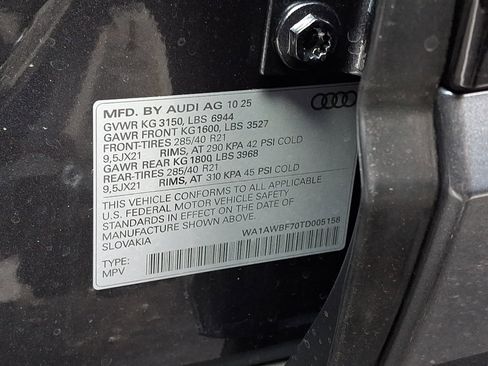 MFD. BY AUDI AG 10 25
GVWR KG 3150, LBS 6944
GAWR FRONT KG1600, LBS 3527
FRONT-TIRES 285/40 R21
9,5JX21 RIMS, AT 290 KPA 42 PSI COLD
GAWR REAR KG1800, LBS 3968
REAR-TIRES 285/40 R21
9,5JX21 RIMS, AT 310 KPA 45 PSI COLD
THIS VEHICLE CONFORMS TO ALL APPLICABLE
U.S. FEDERAL MOTOR VEHICLE SAFETY
STANDARDS IN EFFECT ON THE DATE OF
MANUFACTURE SHOWN ABOVE.
SLOVAKIA WA1AWBF70TD005156
TYPE:
MPV